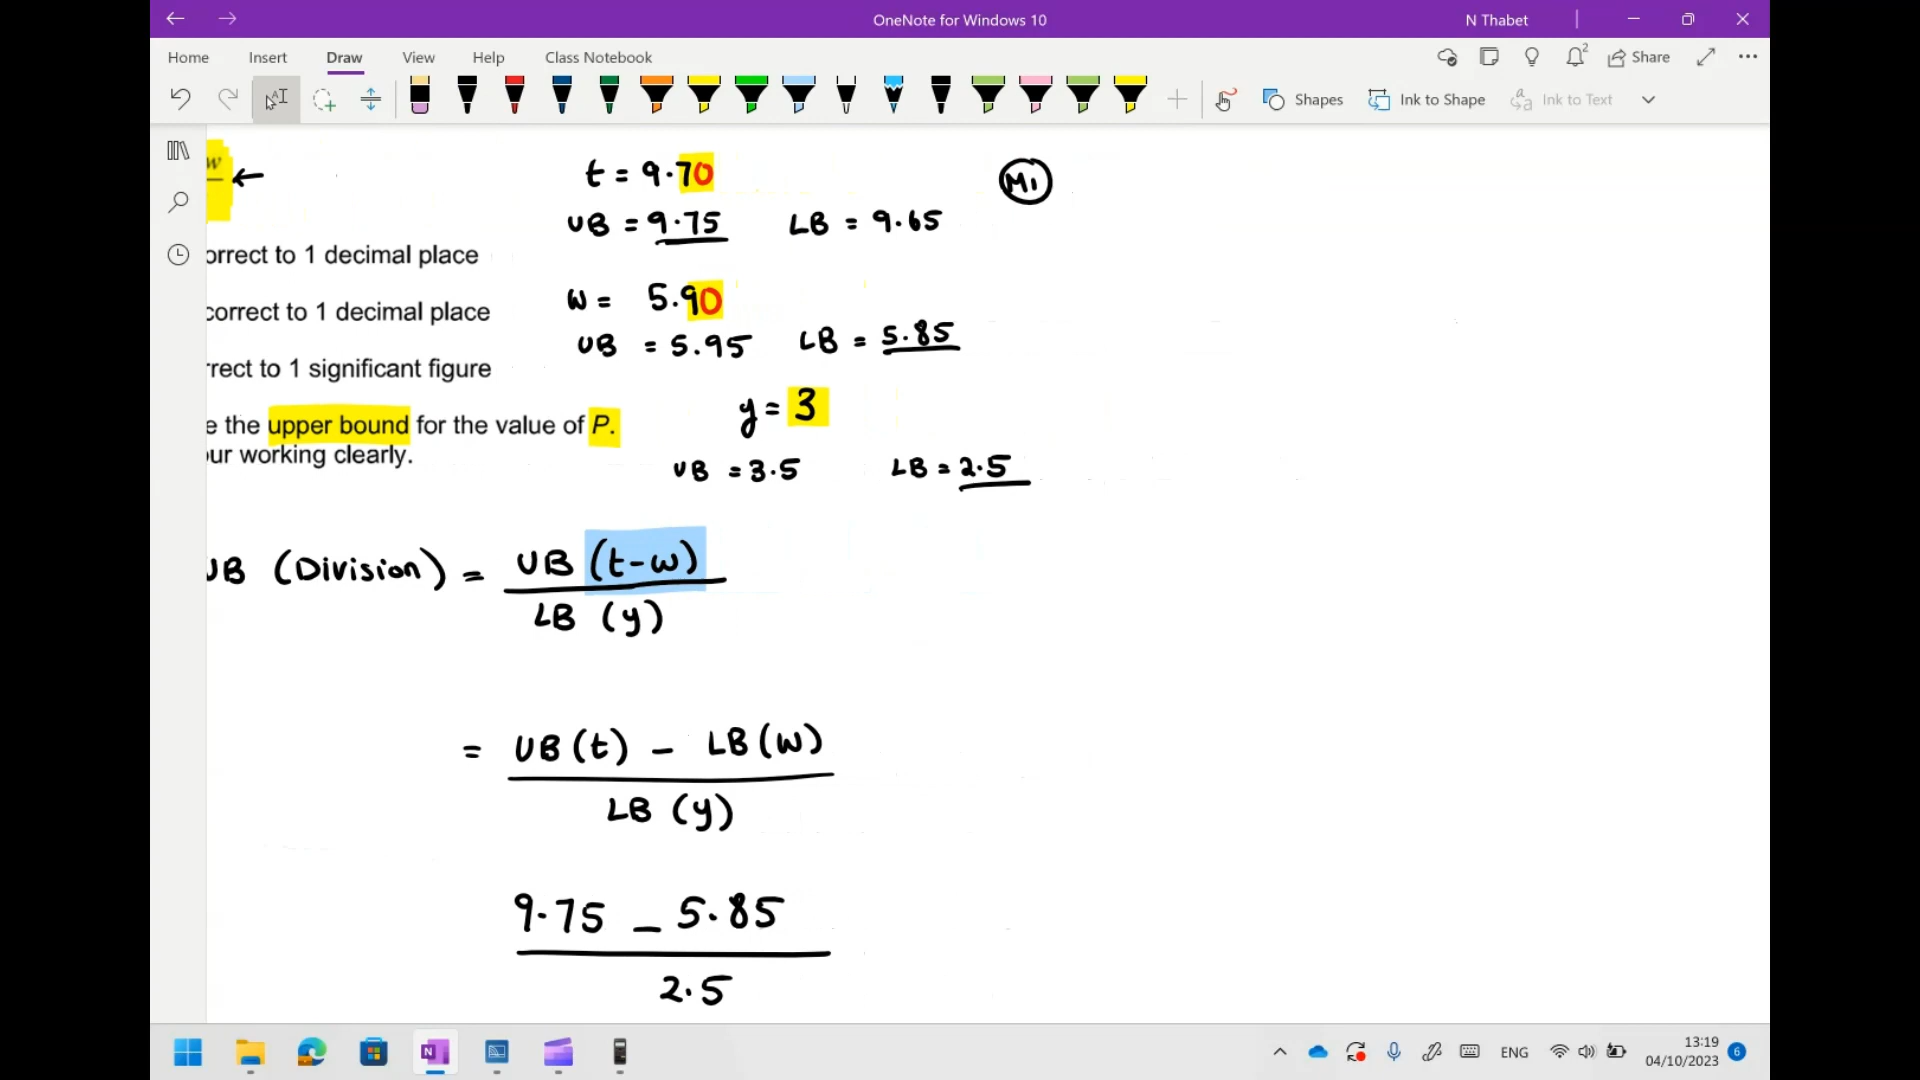 OneNote for Windows 10
N Thabet
Home Insert Draw View Help Class Notebook
2
Share
Shapes
Ink to Shape
Ink to Text
w
t = 9.70
M1
UB = 9.75 LB = 9.65
orrect to 1 decimal place
w = 5.90
correct to 1 decimal place
UB = 5.95 LB = 5.85
rrect to 1 significant figure
y = 3
e the upper bound for the value of P.
our working clearly.
UB = 3.5 LB = 2.5
UB (Division) = UB (t-w)
LB (y)
= UB(t) - LB(w)
LB (y)
9.75 - 5.85
2.5
ENG
13:19
04/10/2023
6